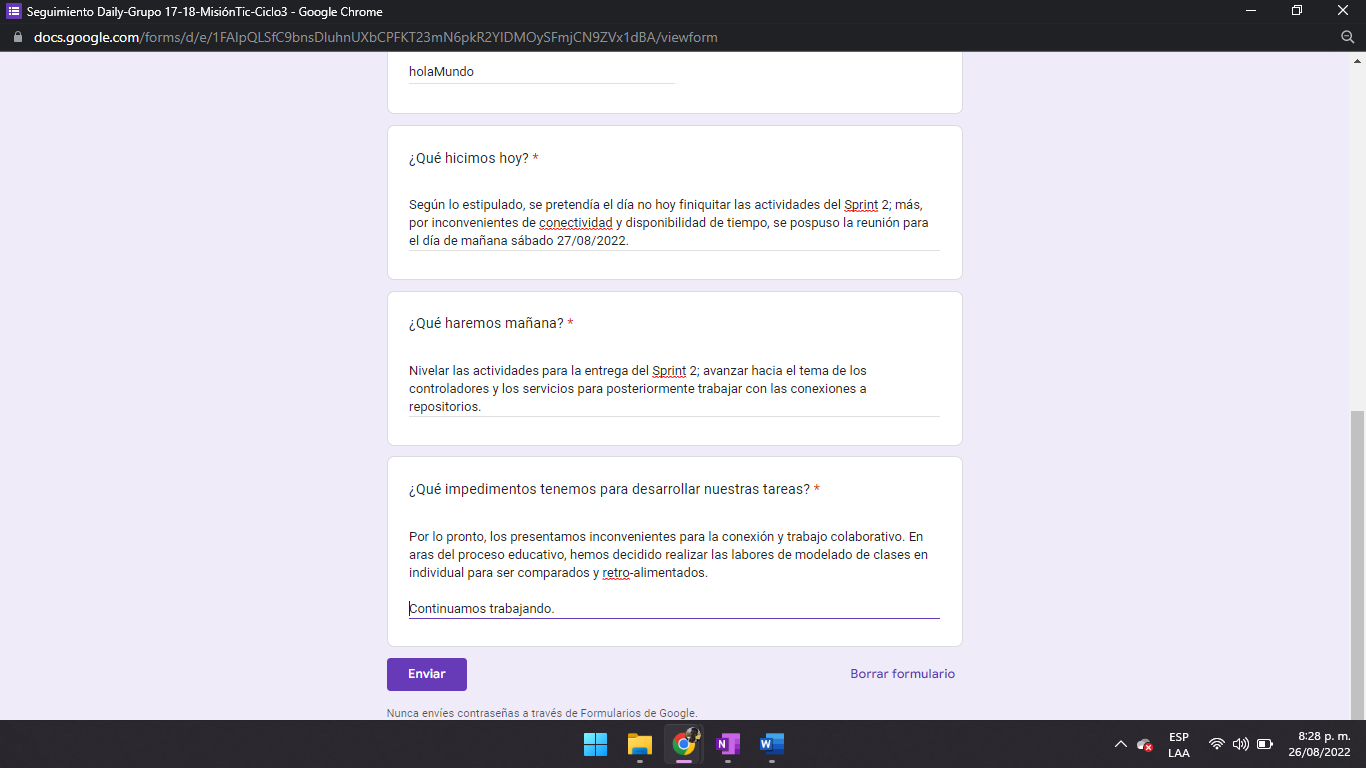 Seguimiento Daily-Grupo 17-18-MisiónTic-Ciclo3 - Google Chrome
docs.google.com/forms/d/e/1FAIpQLSfC9bnsDluhnUXbCPFKT23mN6pkR2YIDMOySFmjCN9ZVx1dBA/viewform
holaMundo
¿Qué hicimos hoy? *
Según lo estipulado, se pretendía el día no hoy finiquitar las actividades del Sprint 2; más,
por inconvenientes de conectividad y disponibilidad de tiempo, se pospuso la reunión para
el día de mañana sábado 27/08/2022.
¿Qué haremos mañana? *
Nivelar las actividades para la entrega del Sprint 2; avanzar hacia el tema de los
controladores y los servicios para posteriormente trabajar con las conexiones a
repositorios.
¿Qué impedimentos tenemos para desarrollar nuestras tareas? *
Por lo pronto, los presentamos inconvenientes para la conexión y trabajo colaborativo. En
aras del proceso educativo, hemos decidido realizar las labores de modelado de clases en
individual para ser comparados y retro-alimentados.
Continuamos trabajando.
Enviar
Borrar formulario
Nunca envíes contraseñas a través de Formularios de Google.
ESP
LAA
8:28 p. m.
26/08/2022